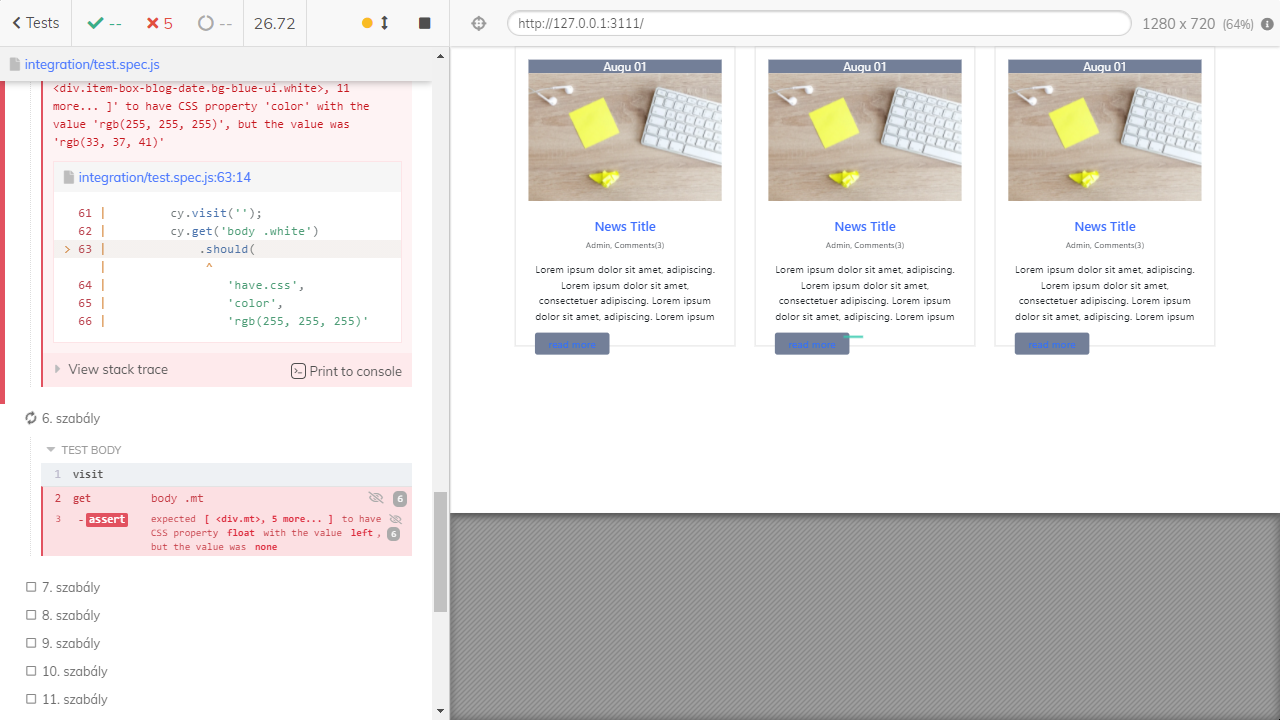 Tests
--
5
--
26.72
http://127.0.0.1:3111/
1280 x 720 (64%)
integration/test.spec.js
<div.item-box-blog-date.bg-blue-ui.white>, 11
more... ]' to have CSS property 'color' with the
value 'rgb(255, 255, 255)', but the value was
'rgb(33, 37, 41)'
integration/test.spec.js:63:14
61 | cy.visit('');
62 | cy.get('body .white')
> 63 | .should(
| ^
64 | 'have.css',
65 | 'color',
66 | 'rgb(255, 255, 255)'
View stack trace
Print to console
6. szabály
TEST BODY
1 visit
2 get body .mt 6
3 -assert expected [ <div.mt>, 5 more... ] to have
CSS property float with the value left, 6
but the value was none
7. szabály
8. szabály
9. szabály
10. szabály
11. szabály
Augu 01
News Title
Admin, Comments(3)
Lorem ipsum dolor sit amet, adipiscing.
Lorem ipsum dolor sit amet,
consectetuer adipiscing. Lorem ipsum
dolor sit amet, adipiscing. Lorem ipsum
read more
Augu 01
News Title
Admin, Comments(3)
Lorem ipsum dolor sit amet, adipiscing.
Lorem ipsum dolor sit amet,
consectetuer adipiscing. Lorem ipsum
dolor sit amet, adipiscing. Lorem ipsum
read more
Augu 01
News Title
Admin, Comments(3)
Lorem ipsum dolor sit amet, adipiscing.
Lorem ipsum dolor sit amet,
consectetuer adipiscing. Lorem ipsum
dolor sit amet, adipiscing. Lorem ipsum
read more